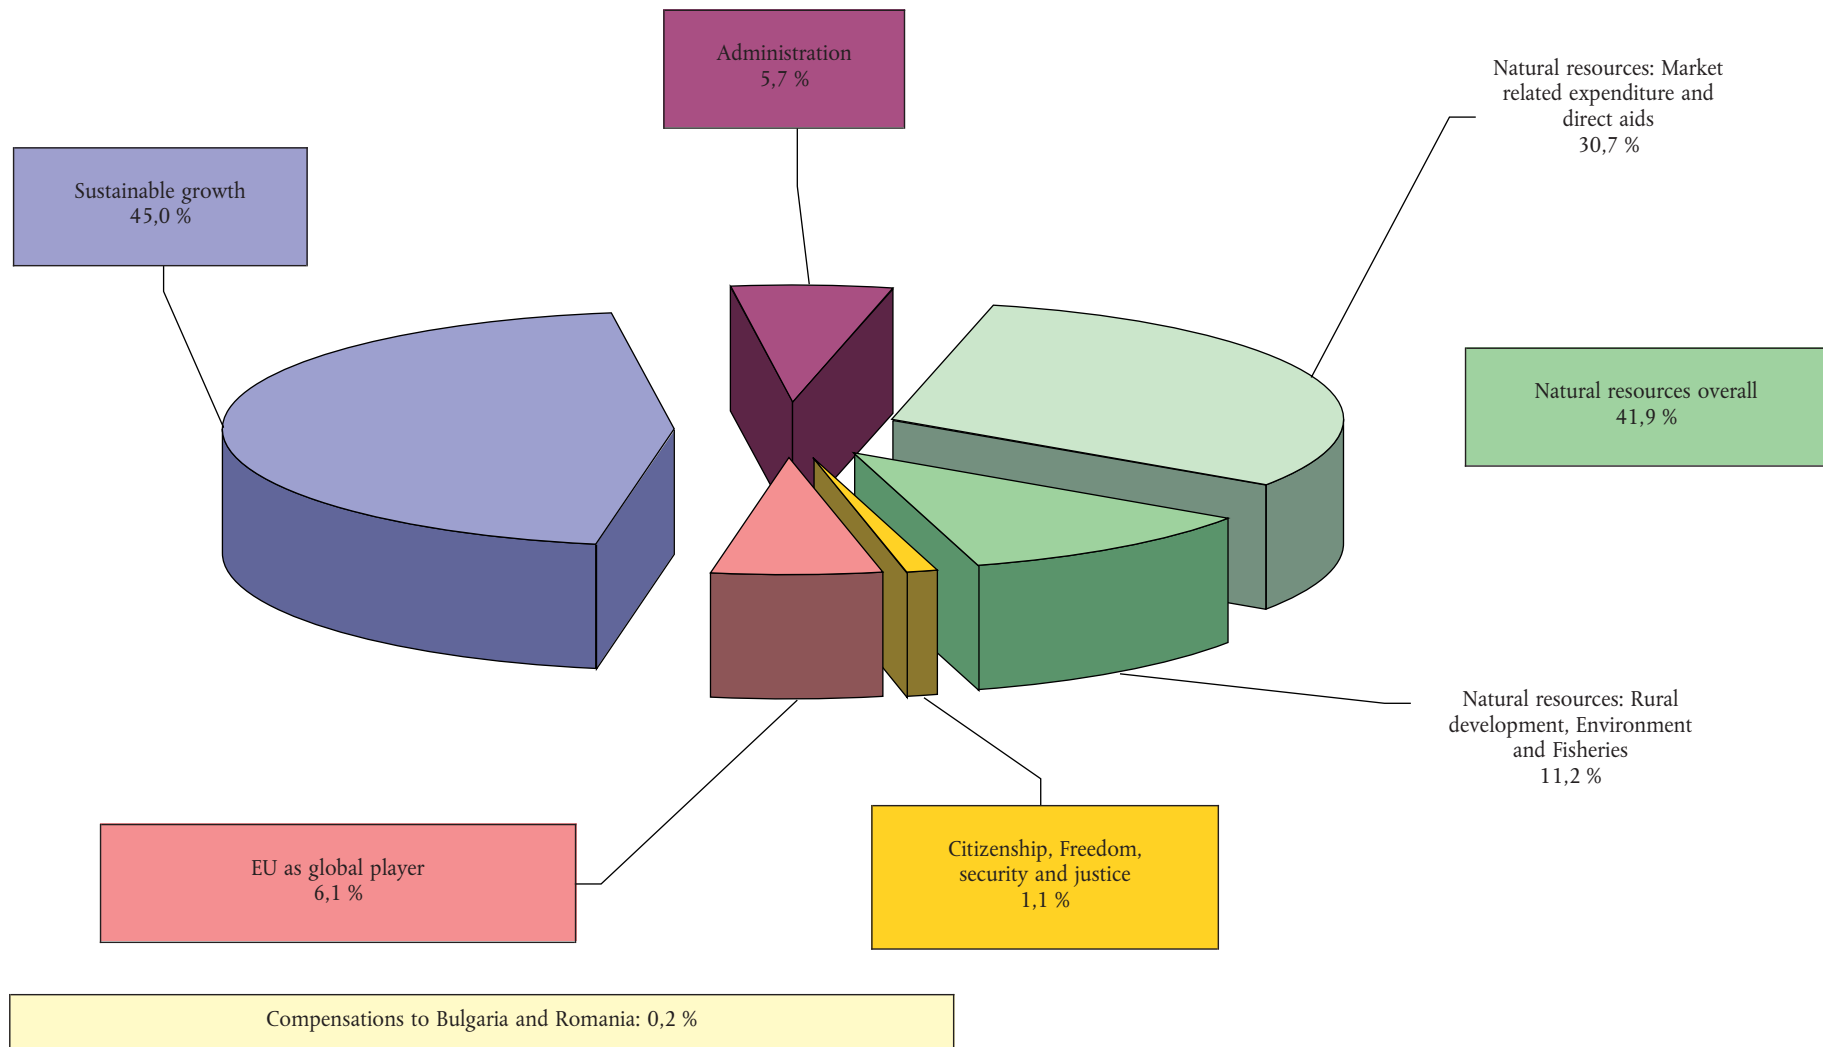 Administration
5,7 %
Natural resources: Market
related expenditure and
direct aids
30,7 %
Sustainable growth
45,0 %
Natural resources overall
41,9 %
Natural resources: Rural
development, Environment
and Fisheries
11,2 %
EU as global player
6,1 %
Citizenship, Freedom,
security and justice
1,1 %
Compensations to Bulgaria and Romania: 0,2 %